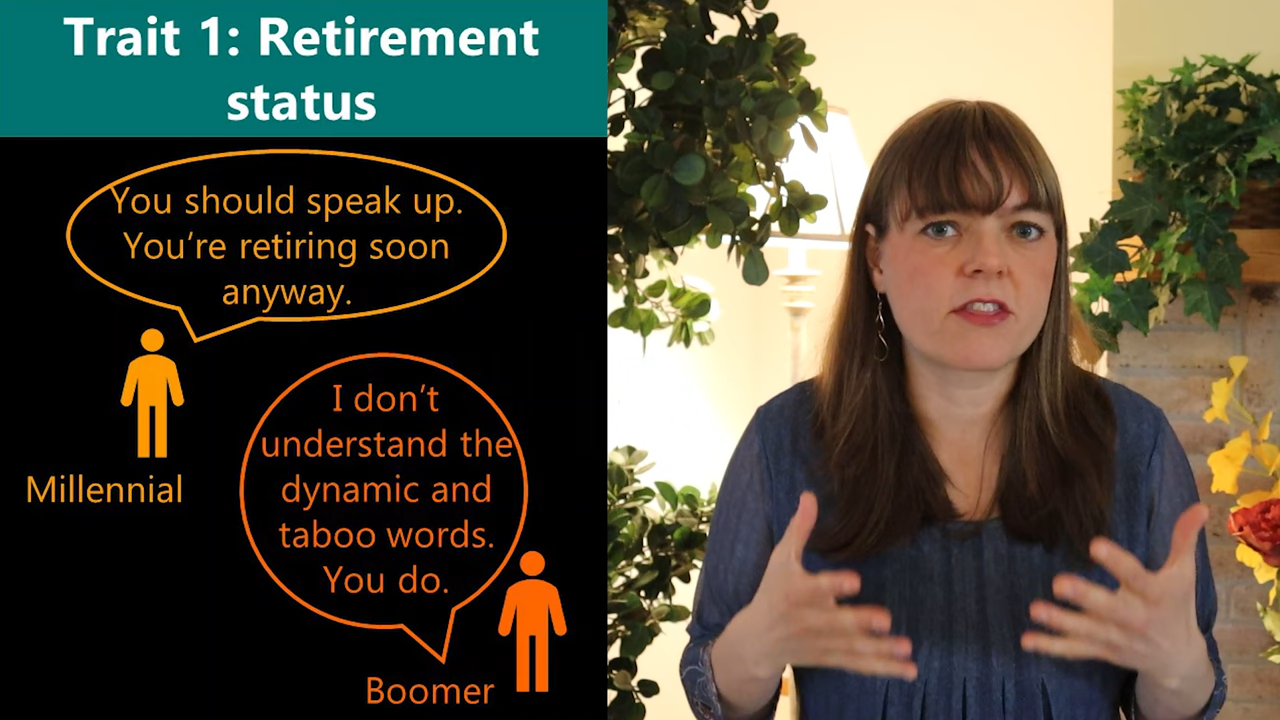 Trait 1: Retirement
status
You should speak up.
You’re retiring soon
anyway.
Millennial
I don’t
understand the
dynamic and
taboo words.
You do.
Boomer